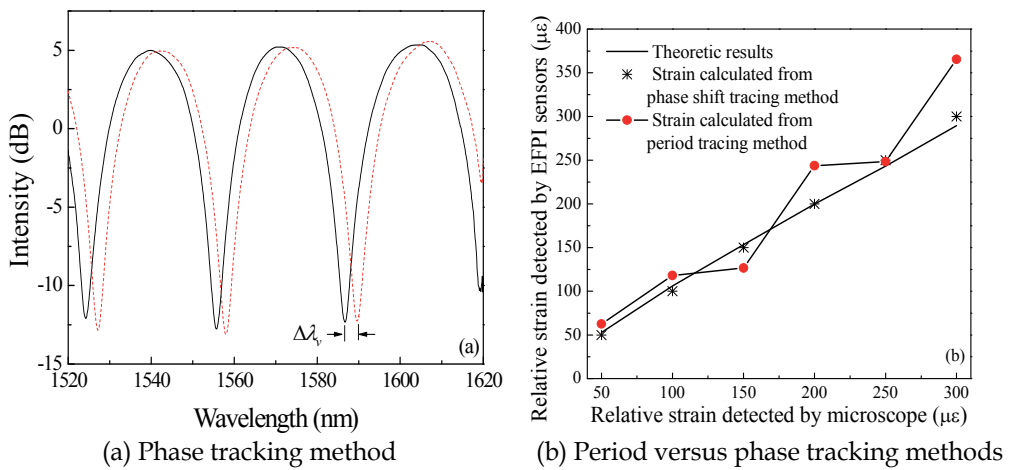 5
0
-5
-10
-15
Intensity (dB)
Δλv
(a)
1520 1540 1560 1580 1600 1620
Wavelength (nm)
(a) Phase tracking method
400
350
300
250
200
150
100
50
0
Relative strain detected by EFPI sensors (με)
Theoretic results
Strain calculated from
phase shift tracing method
Strain calculated from
period tracing method
(b)
50 100 150 200 250 300
Relative strain detected by microscope (με)
(b) Period versus phase tracking methods